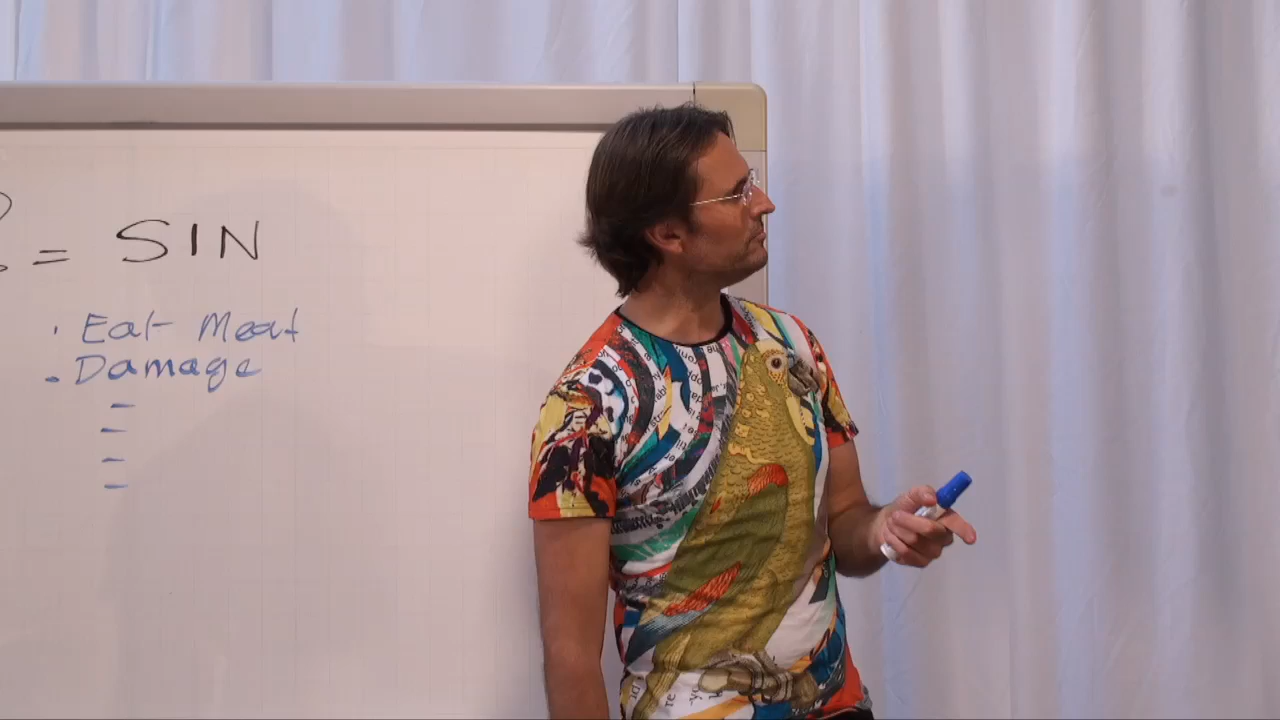 = SIN
· Eat Meat
· Damage
–
–
–
–